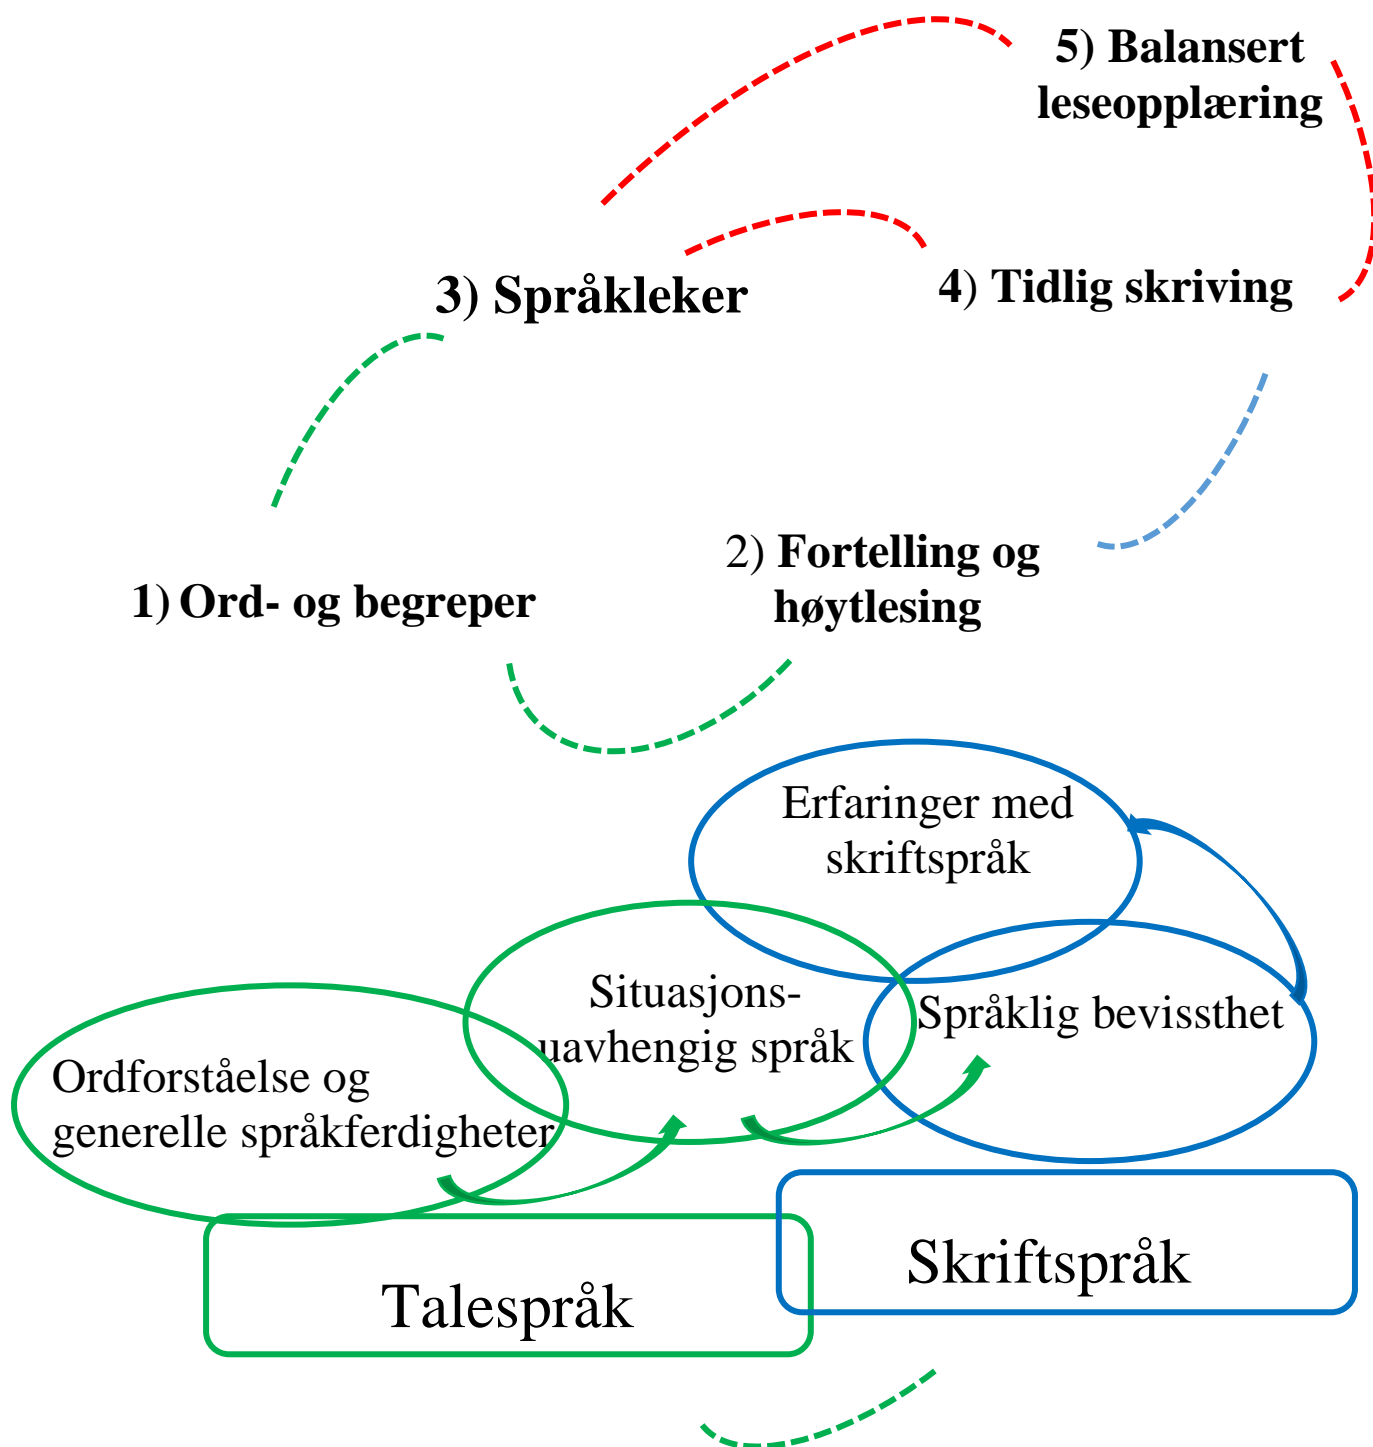 5) Balansert
leseopplæring
3) Språkleker
4) Tidlig skriving
2) Fortelling og
høytlesing
1) Ord- og begreper
Erfaringer med
skriftspråk
Situasjons-
uavhengig språk
Språklig bevissthet
Ordforståelse og
generelle språkferdigheter
Skriftspråk
Talespråk